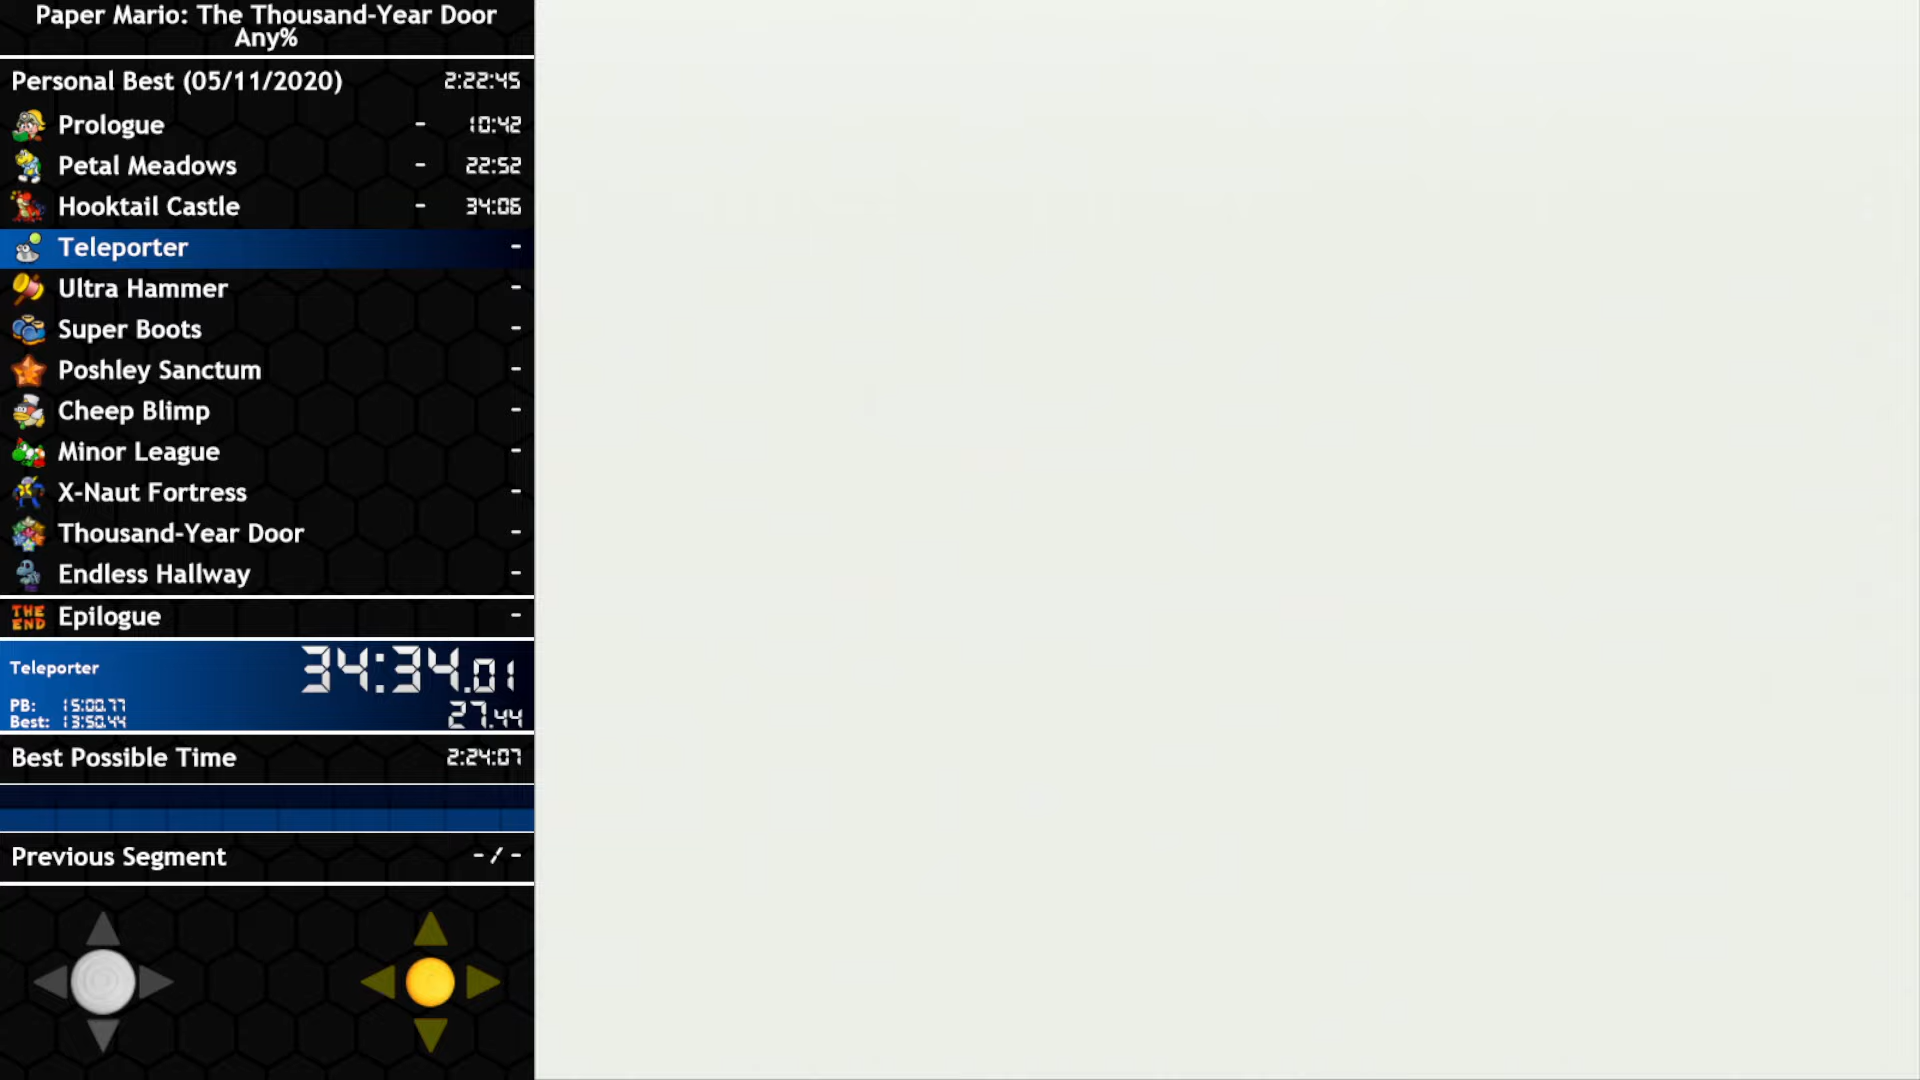 Paper Mario: The Thousand-Year Door
Any%
Personal Best (05/11/2020) 2:22:45
Prologue - 10:42
Petal Meadows - 22:52
Hooktail Castle - 34:06
Teleporter -
Ultra Hammer -
Super Boots -
Poshley Sanctum -
Cheep Blimp -
Minor League -
X-Naut Fortress -
Thousand-Year Door -
Endless Hallway -
THE END Epilogue -
Teleporter 34:34.01
PB: 15:00.77
Best: 13:50.44 27.44
Best Possible Time 2:24:07
Previous Segment - / -